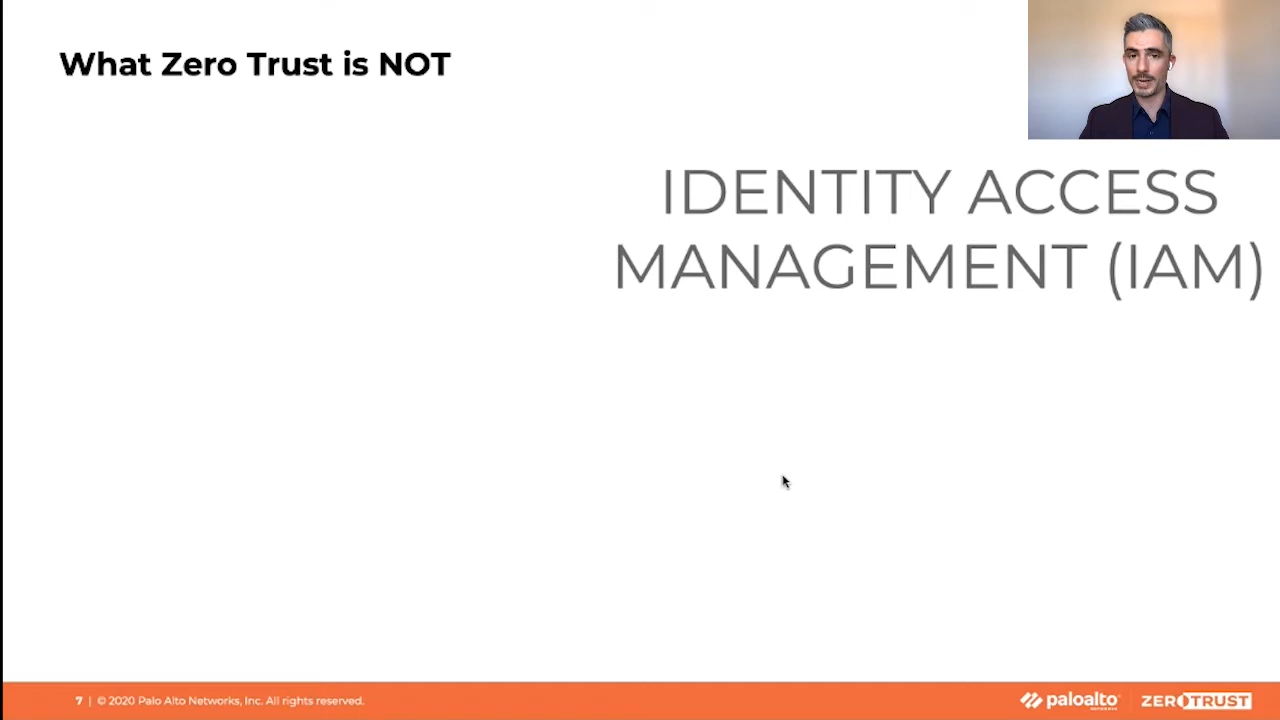 What Zero Trust is NOT
IDENTITY ACCESS
MANAGEMENT (IAM)
7 | © 2020 Palo Alto Networks, Inc. All rights reserved.
paloalto
NETWORKS
ZERO TRUST